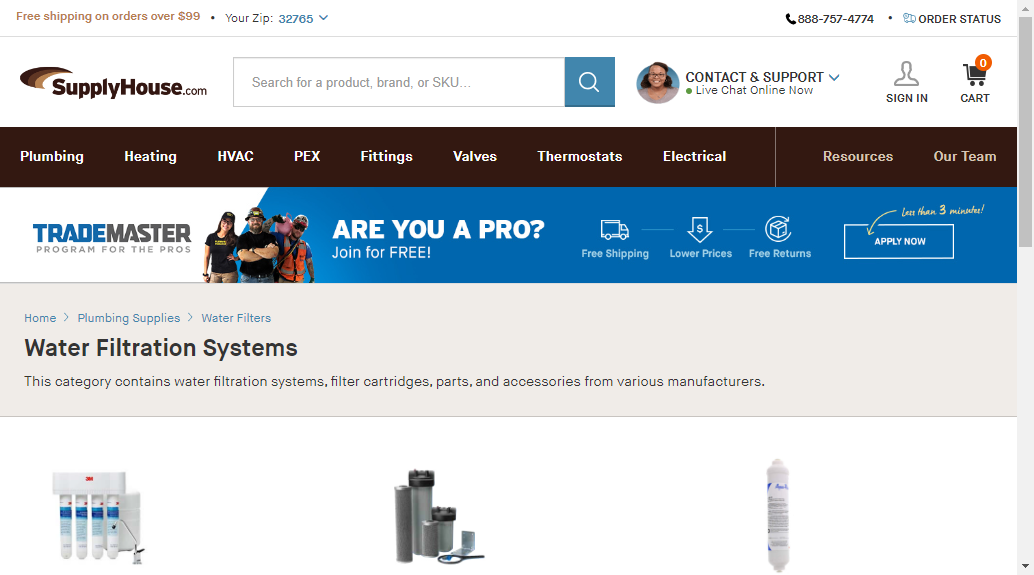 Free shipping on orders over $99 • Your Zip: 32765
888-757-4774 • ORDER STATUS
SupplyHouse.com
Search for a product, brand, or SKU...
CONTACT & SUPPORT
Live Chat Online Now
SIGN IN
0
CART
Plumbing Heating HVAC PEX Fittings Valves Thermostats Electrical Resources Our Team
TRADEMASTER
PROGRAM FOR THE PROS
ARE YOU A PRO?
Join for FREE!
Free Shipping
$
Lower Prices
Free Returns
Less than 3 minutes!
APPLY NOW
Home > Plumbing Supplies > Water Filters
Water Filtration Systems
This category contains water filtration systems, filter cartridges, parts, and accessories from various manufacturers.
3M